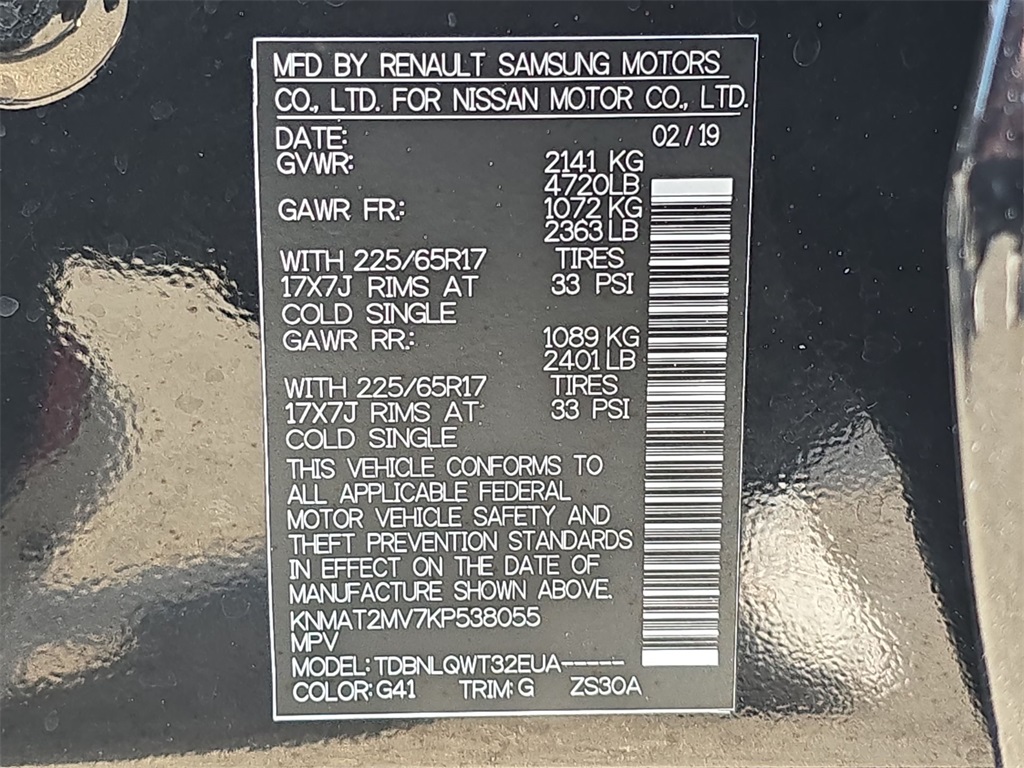 MFD BY RENAULT SAMSUNG MOTORS
CO., LTD. FOR NISSAN MOTOR CO., LTD.
DATE: 02/19
GVWR: 2141 KG
4720LB
GAWR FR.: 1072 KG
2363LB
WITH 225/65R17 TIRES
17X7J RIMS AT 33 PSI
COLD SINGLE
GAWR RR.: 1089 KG
2401LB
WITH 225/65R17 TIRES
17X7J RIMS AT 33 PSI
COLD SINGLE
THIS VEHICLE CONFORMS TO
ALL APPLICABLE FEDERAL
MOTOR VEHICLE SAFETY AND
THEFT PREVENTION STANDARDS
IN EFFECT ON THE DATE OF
MANUFACTURE SHOWN ABOVE.
KNMAT2MV7KP538055
MPV
MODEL: TDBNLQWT32EUA-----
COLOR: G41 TRIM: G ZS30A